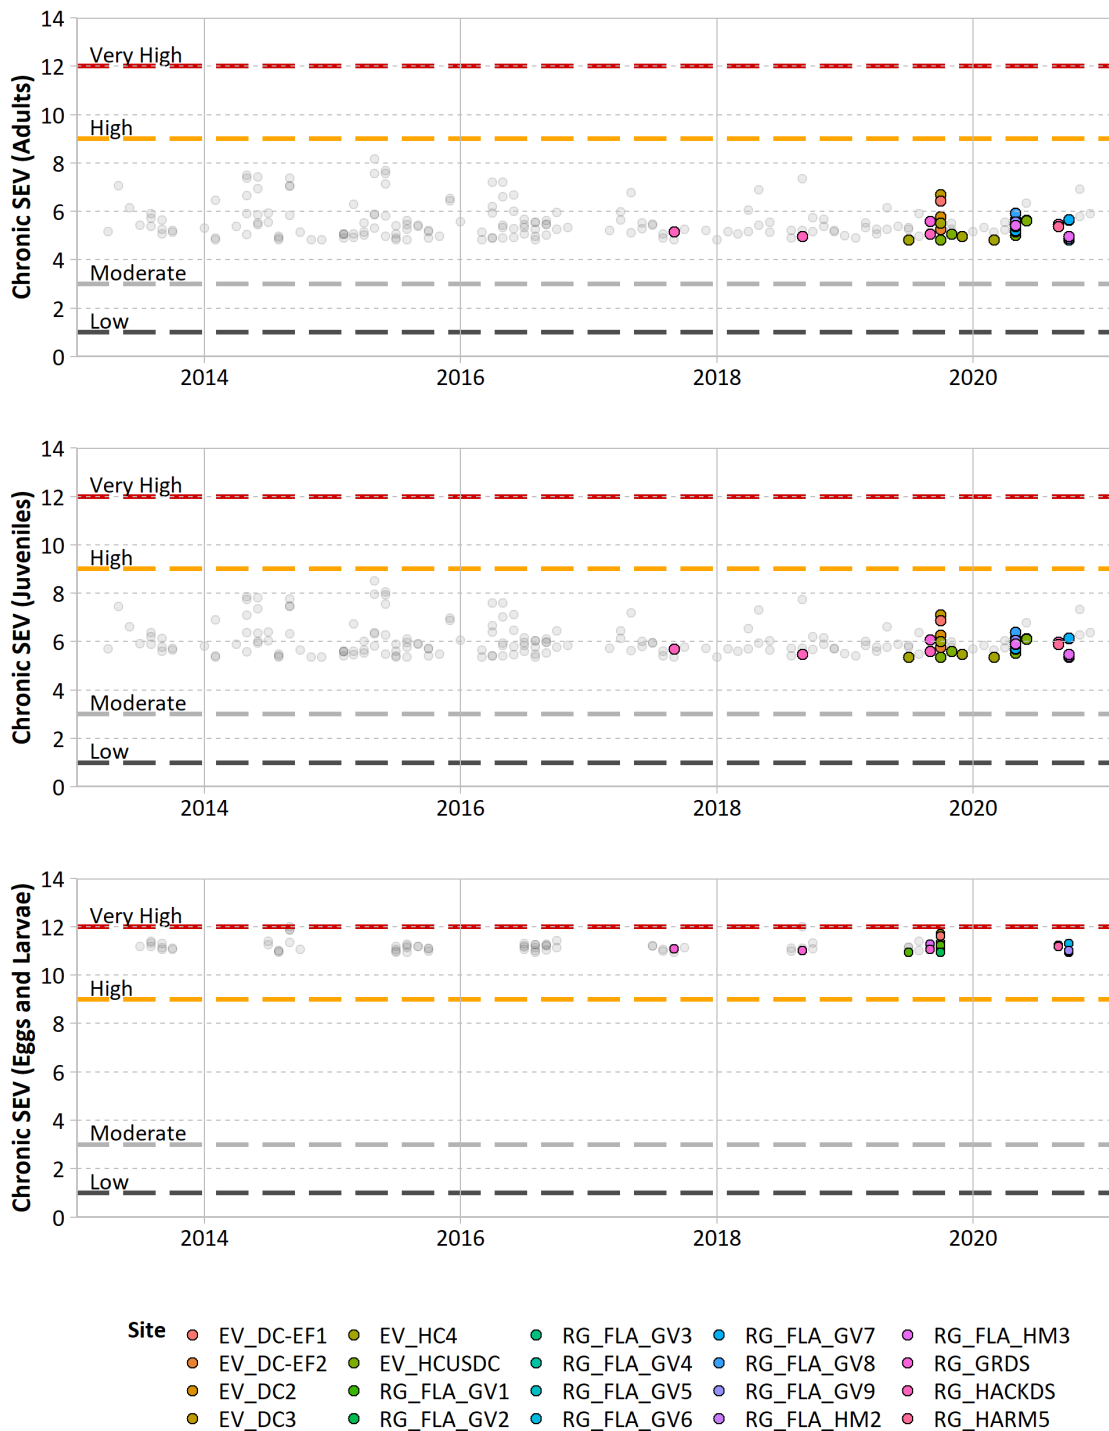 Chronic SEV (Adults)
14
12
10
8
6
4
2
0
Very High
High
Moderate
Low
2014 2016 2018 2020
Chronic SEV (Juveniles)
14
12
10
8
6
4
2
0
Very High
High
Moderate
Low
2014 2016 2018 2020
Chronic SEV (Eggs and Larvae)
14
12
10
8
6
4
2
0
Very High
High
Moderate
Low
2014 2016 2018 2020
Site EV_DC-EF1 EV_HC4 RG_FLA_GV3 RG_FLA_GV7 RG_FLA_HM3
EV_DC-EF2 EV_HCUSDC RG_FLA_GV4 RG_FLA_GV8 RG_GRDS
EV_DC2 RG_FLA_GV1 RG_FLA_GV5 RG_FLA_GV9 RG_HACKDS
EV_DC3 RG_FLA_GV2 RG_FLA_GV6 RG_FLA_HM2 RG_HARM5